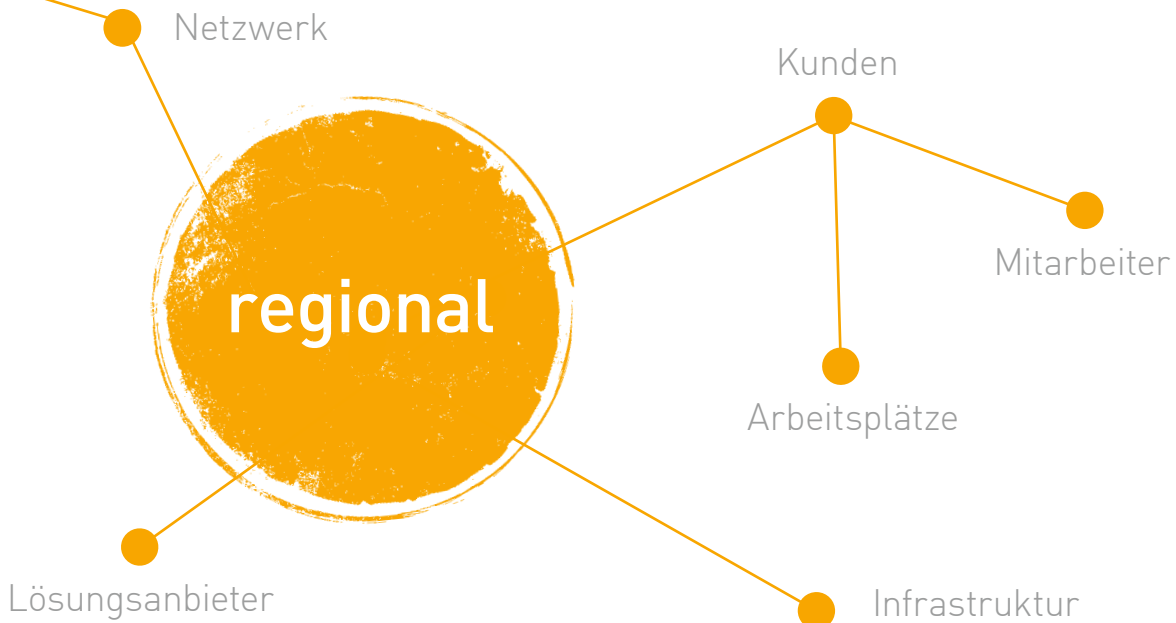 Netzwerk
Kunden
Mitarbeiter
regional
Arbeitsplätze
Lösungsanbieter
Infrastruktur